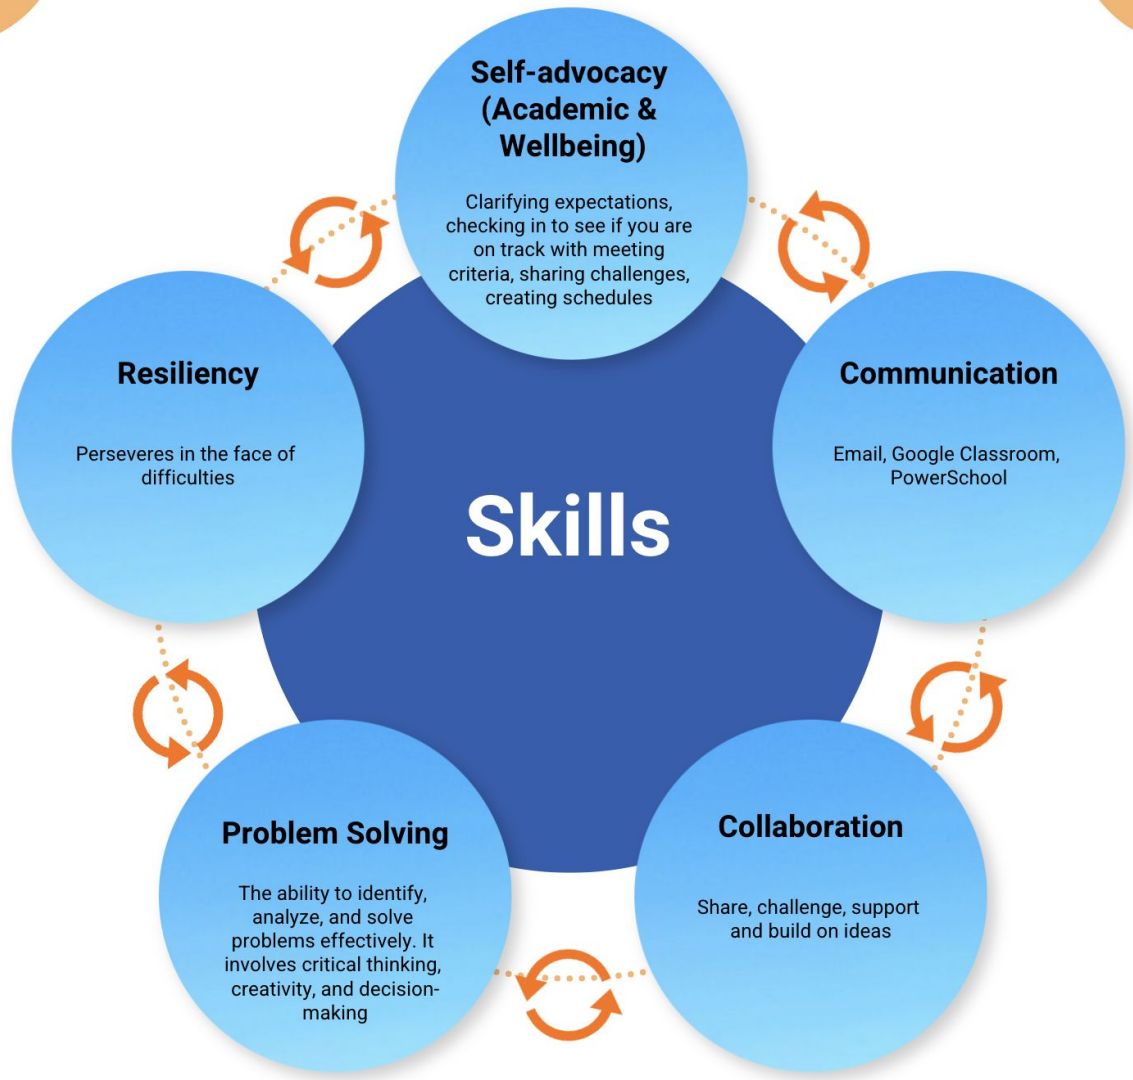 Self-advocacy
(Academic &
Wellbeing)
Clarifying expectations,
checking in to see if you are
on track with meeting
criteria, sharing challenges,
creating schedules
Resiliency
Perseveres in the face of
difficulties
Communication
Email, Google Classroom,
PowerSchool
Skills
Problem Solving
The ability to identify,
analyze, and solve
problems effectively. It
involves critical thinking,
creativity, and decision-
making
Collaboration
Share, challenge, support
and build on ideas